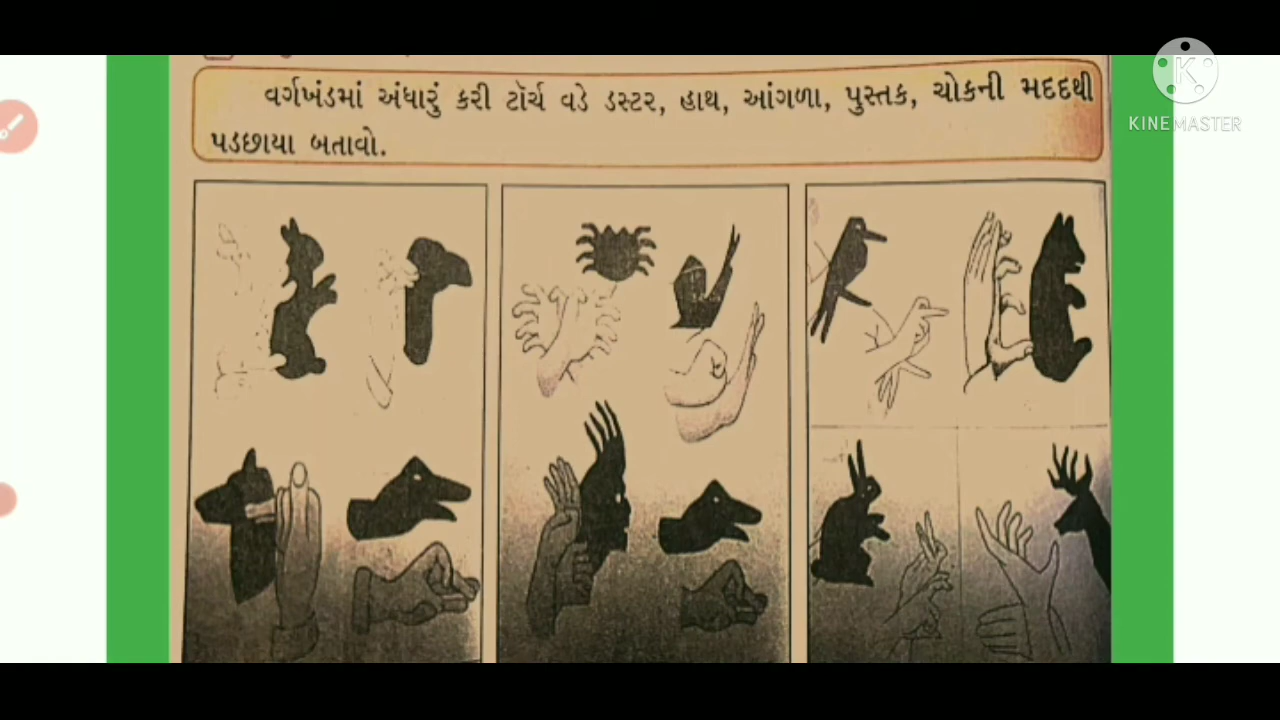 વર્ગખંડમાં અંધારું કરી ટૉર્ચ વડે ડસ્ટર, હાથ, આંગળા, પુસ્તક, ચોકની મદદથી
પડછાયા બતાવો.
KINEMASTER